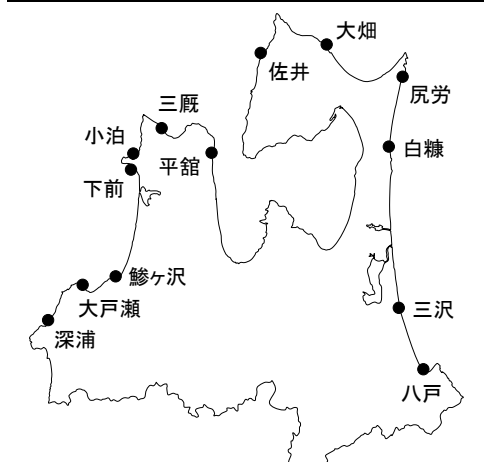 大畑
佐井
尻労
三厩
小泊
平舘
白糠
下前
鯵ヶ沢
大戸瀬
三沢
深浦
八戸